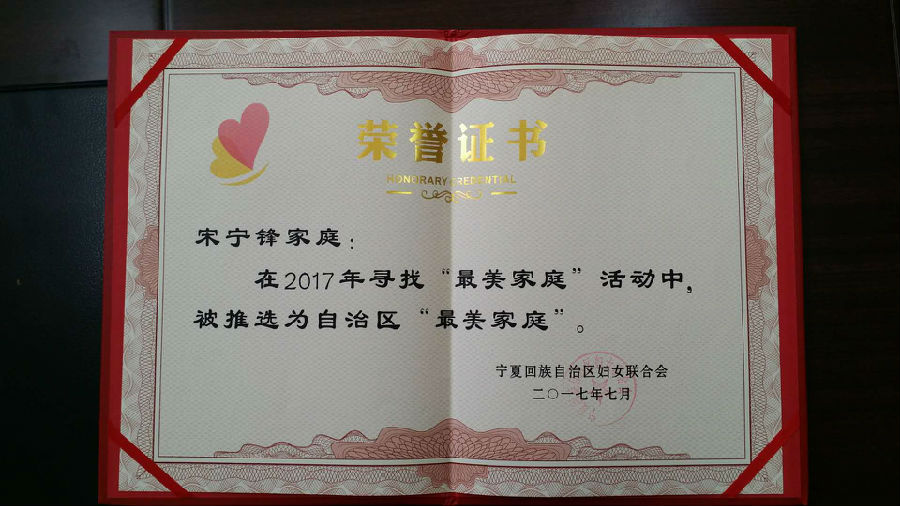 荣誉证书
HONORARY CREDENTIAL
宋宁锋家庭：
在2017年寻找“最美家庭”活动中，
被推选为自治区“最美家庭”。
宁夏回族自治区妇女联合会
二〇一七年七月